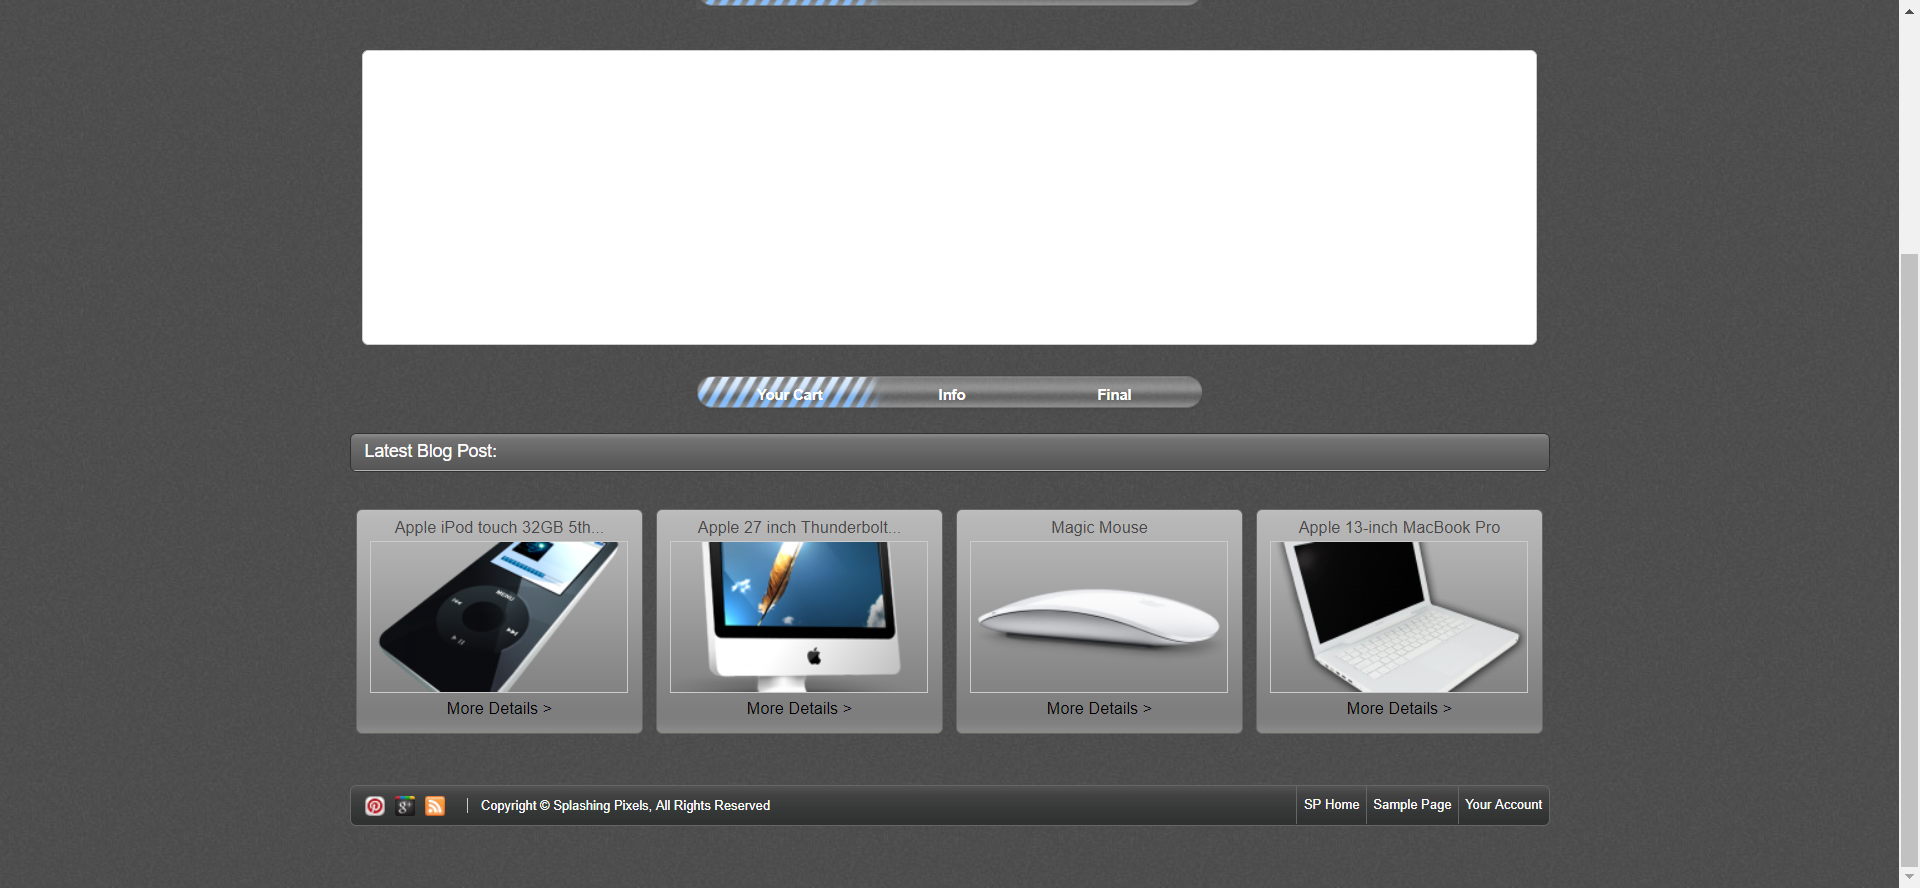 Your Cart Info Final
Latest Blog Post:
Apple iPod touch 32GB 5th...
Apple 27 inch Thunderbolt...
Magic Mouse
Apple 13-inch MacBook Pro
MENU
More Details >
More Details >
More Details >
More Details >
g+
Copyright © Splashing Pixels, All Rights Reserved
SP Home
Sample Page
Your Account